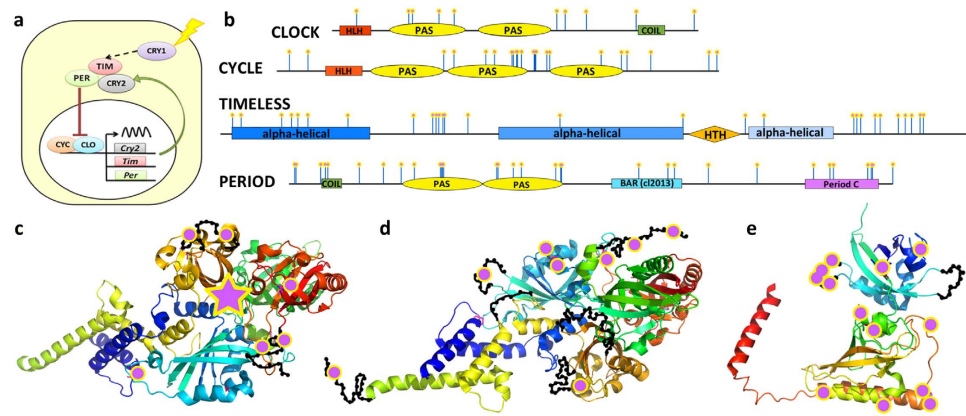 a
CRY1
TIM
PER
CRY2
CYC
CLO
Cry2
Tim
Per
b
CLOCK
HLH
PAS
PAS
COIL
CYCLE
HLH
PAS
PAS
PAS
TIMELESS
alpha-helical
alpha-helical
HTH
alpha-helical
PERIOD
COIL
PAS
PAS
BAR (cl2013)
Period C
c
d
e